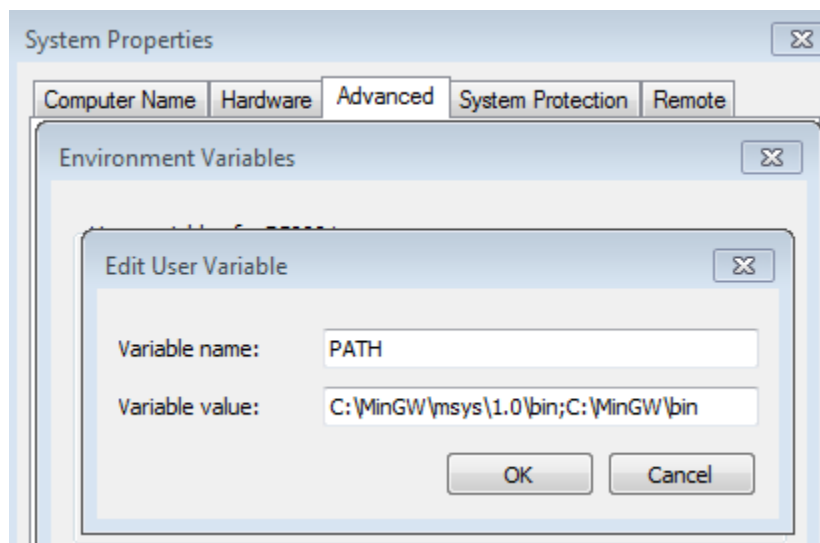 System Properties
Computer Name Hardware Advanced System Protection Remote
Environment Variables
Edit User Variable
Variable name: PATH
Variable value: C:\MinGW\msys\1.0\bin;C:\MinGW\bin
OK Cancel